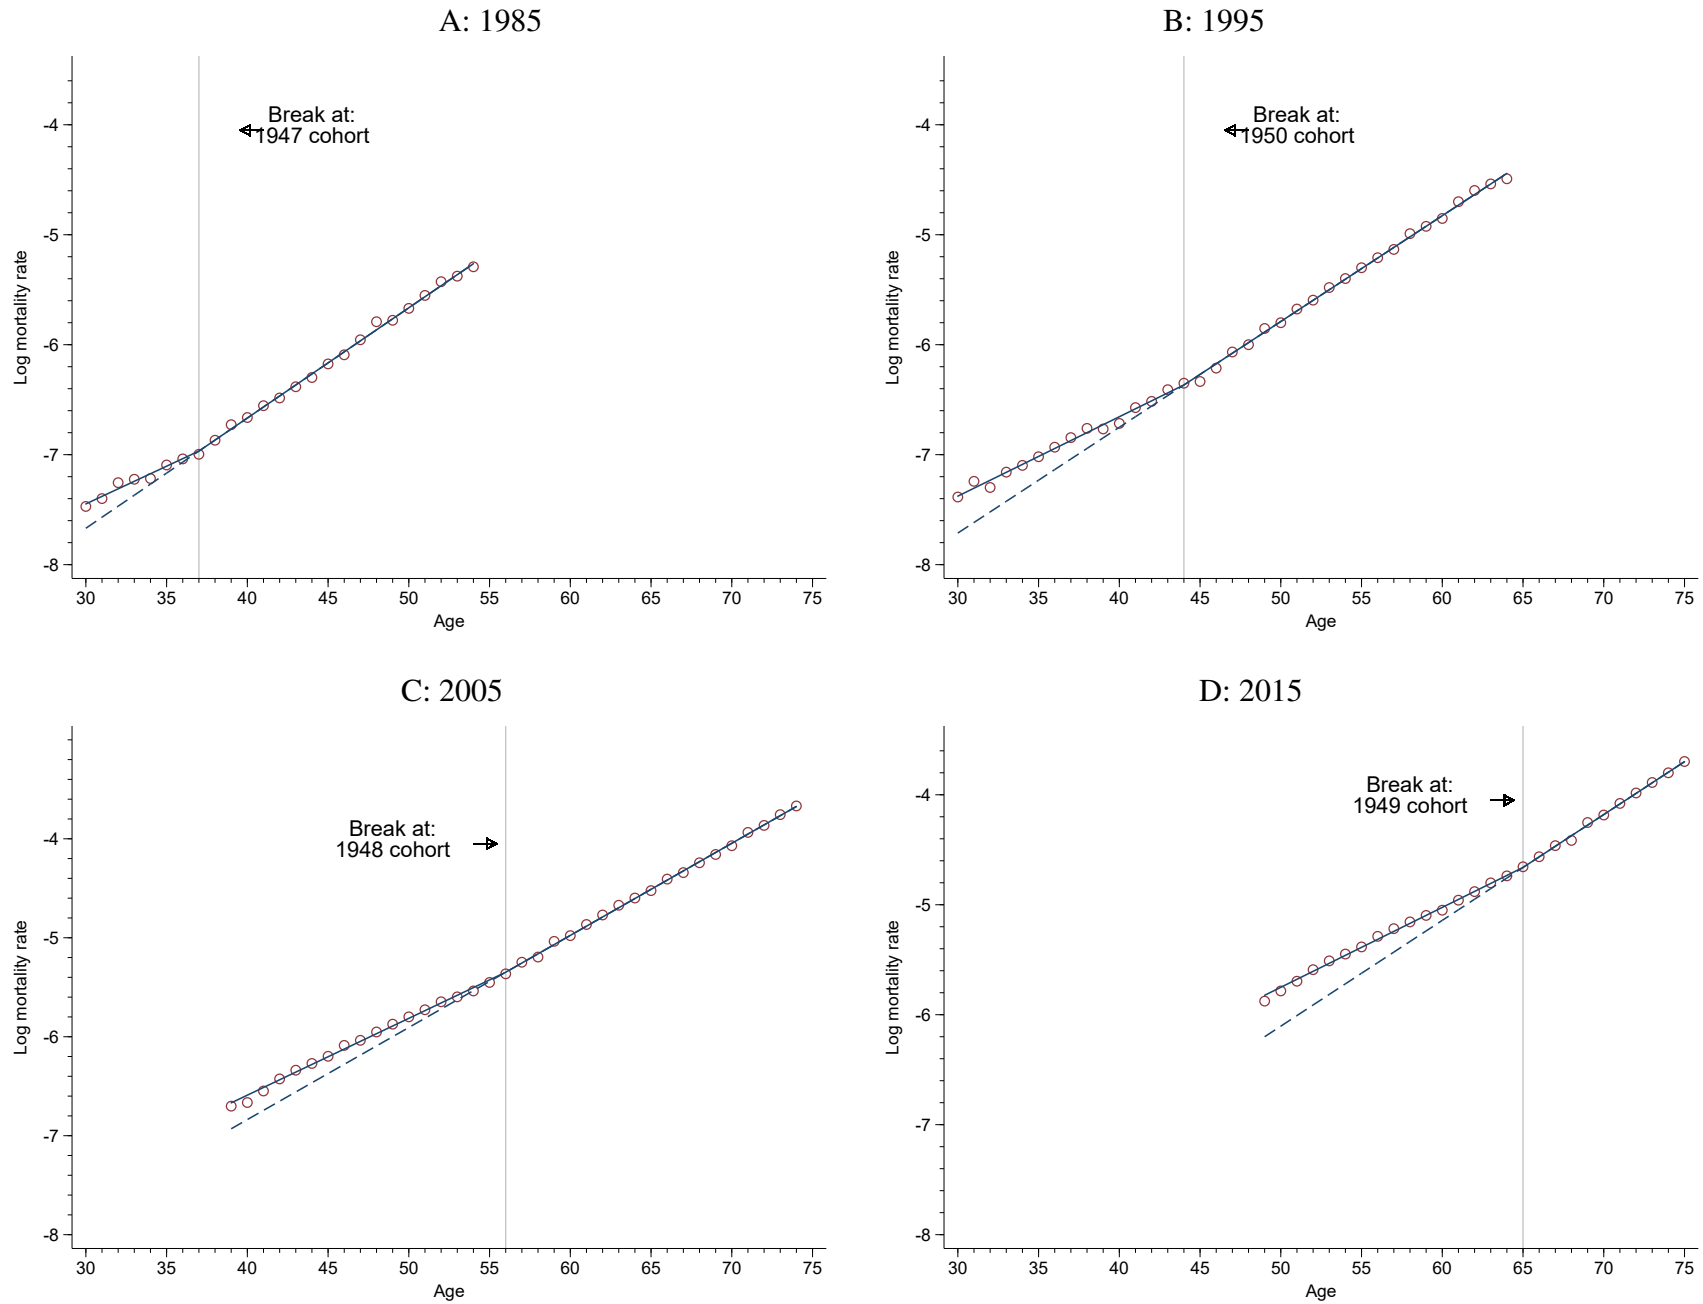 A: 1985
Break at:
1947 cohort
Log mortality rate
-4
-5
-6
-7
-8
30 35 40 45 50 55 60 65 70 75
Age
B: 1995
Break at:
1950 cohort
Log mortality rate
-4
-5
-6
-7
-8
30 35 40 45 50 55 60 65 70 75
Age
C: 2005
Break at:
1948 cohort
Log mortality rate
-4
-5
-6
-7
-8
30 35 40 45 50 55 60 65 70 75
Age
D: 2015
Break at:
1949 cohort
Log mortality rate
-4
-5
-6
-7
-8
30 35 40 45 50 55 60 65 70 75
Age